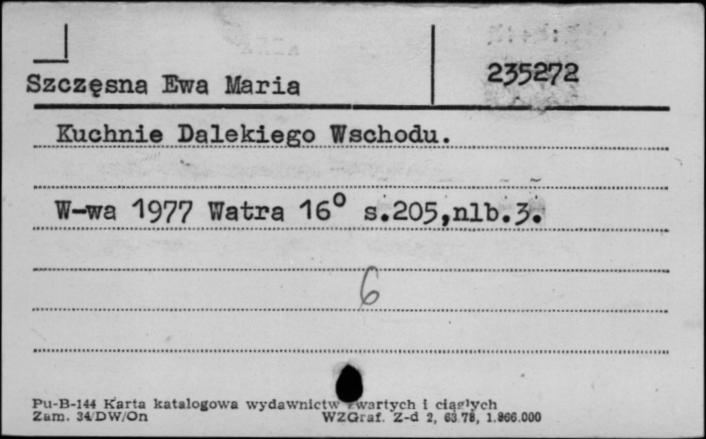 Szczęsna Ewa Maria
235272
Kuchnie Dalekiego Wschodu.
W-wa 1977 Watra 16° s.205,nlb.3.
6
Pu-B-144 Karta katalogowa wydawnictw zwartych i ciągłych
Zam. 34/DW/On WZGraf. Z-d 2, 63.78, 1.866.000